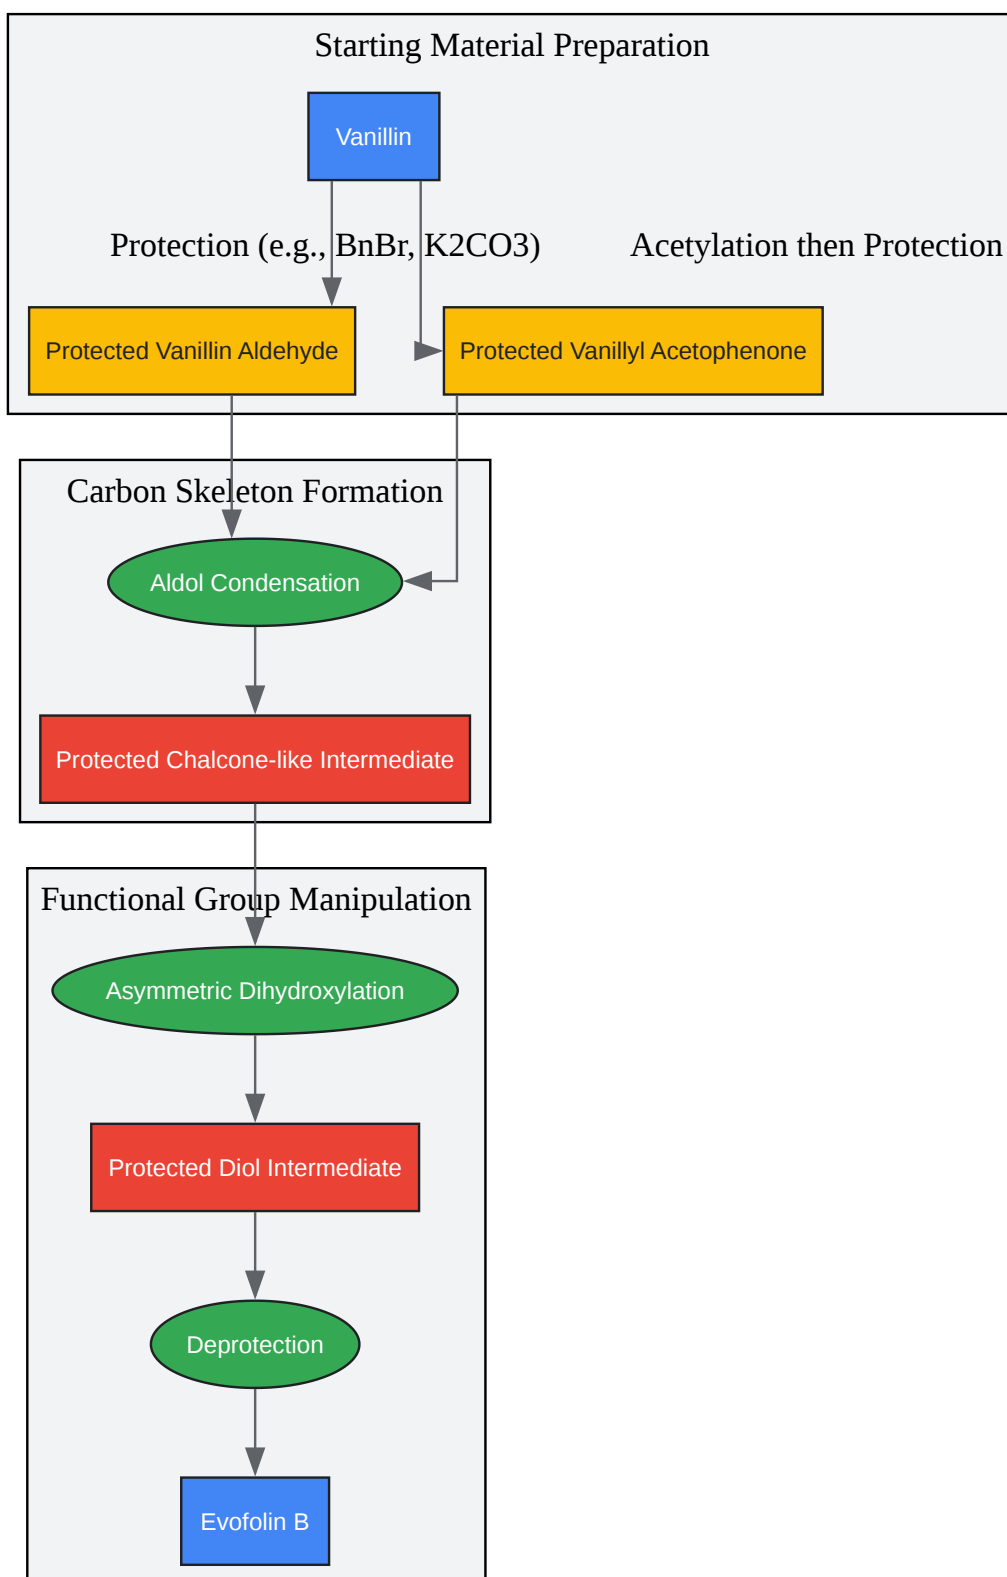 Starting Material Preparation
Vanillin
Protection (e.g., BnBr, K2CO3)
Acetylation then Protection
Protected Vanillin Aldehyde
Protected Vanillyl Acetophenone
Carbon Skeleton Formation
Aldol Condensation
Protected Chalcone-like Intermediate
Functional Group Manipulation
Asymmetric Dihydroxylation
Protected Diol Intermediate
Deprotection
Evofolin B